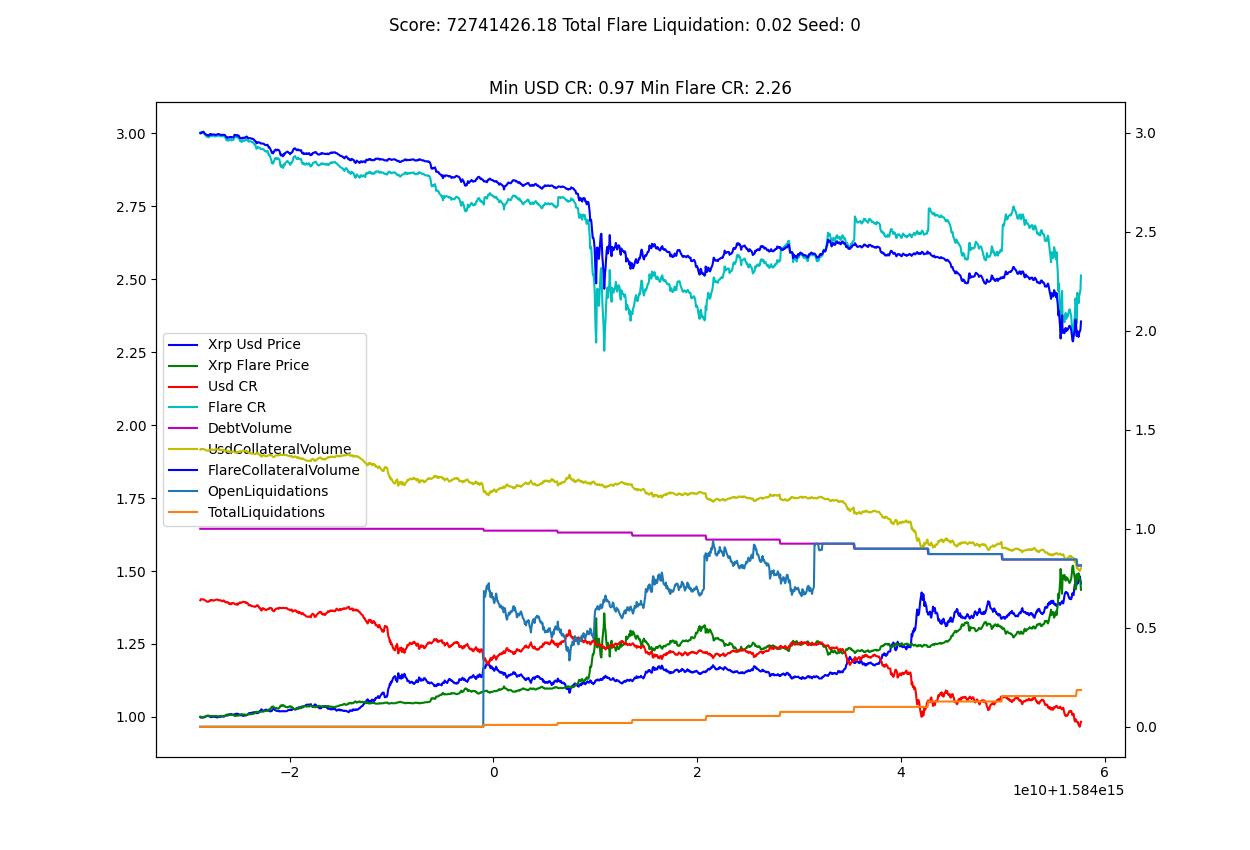 Score: 72741426.18 Total Flare Liquidation: 0.02 Seed: 0
Min USD CR: 0.97 Min Flare CR: 2.26
3.00
2.75
2.50
2.25
2.00
1.75
1.50
1.25
1.00
3.0
2.5
2.0
1.5
1.0
0.5
0.0
Xrp Usd Price
Xrp Flare Price
Usd CR
Flare CR
DebtVolume
UsdCollateralVolume
FlareCollateralVolume
OpenLiquidations
TotalLiquidations
−2 0 2 4 6
1e10+1.584e15